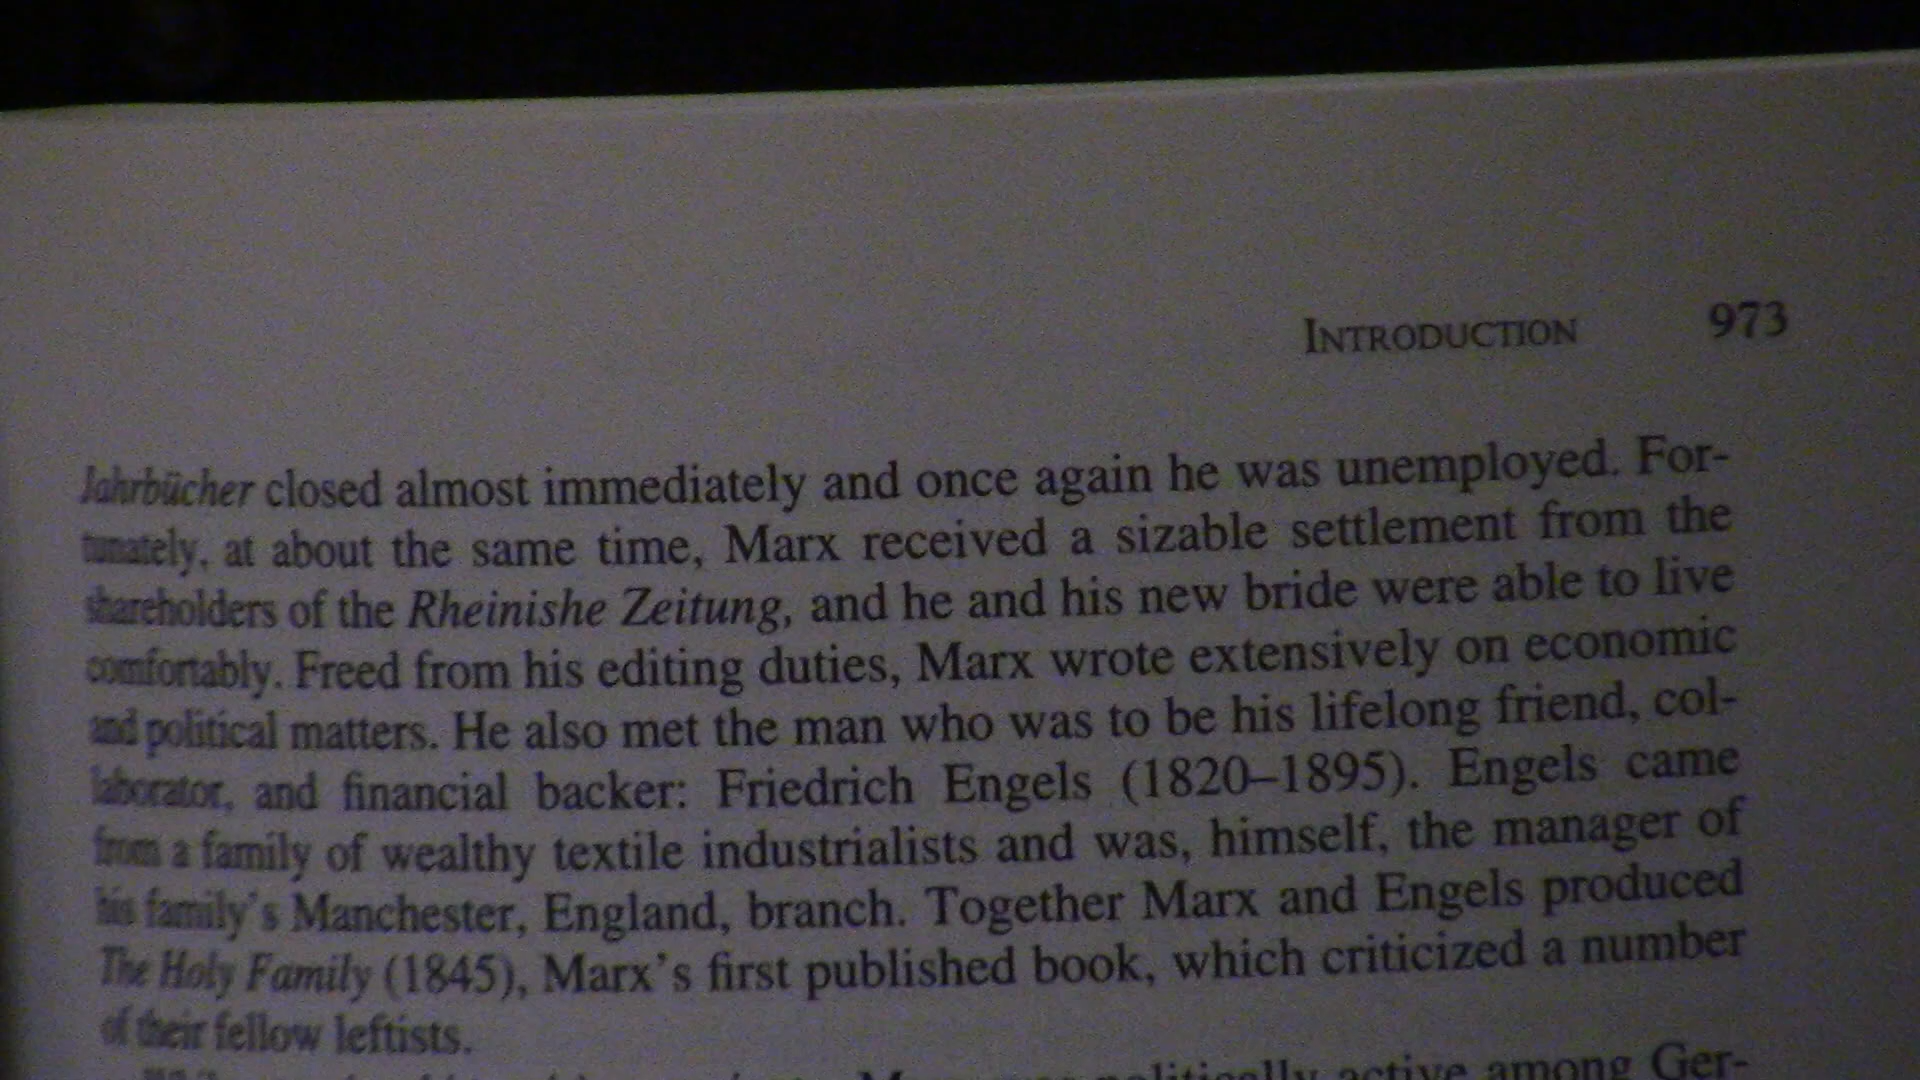 INTRODUCTION 973
Jahrbücher closed almost immediately and once again he was unemployed. For-
tunately, at about the same time, Marx received a sizable settlement from the
shareholders of the Rheinishe Zeitung, and he and his new bride were able to live
comfortably. Freed from his editing duties, Marx wrote extensively on economic
and political matters. He also met the man who was to be his lifelong friend, col-
laborator, and financial backer: Friedrich Engels (1820–1895). Engels came
from a family of wealthy textile industrialists and was, himself, the manager of
his family's Manchester, England, branch. Together Marx and Engels produced
The Holy Family (1845), Marx's first published book, which criticized a number
of their fellow leftists.
politically active among Ger-